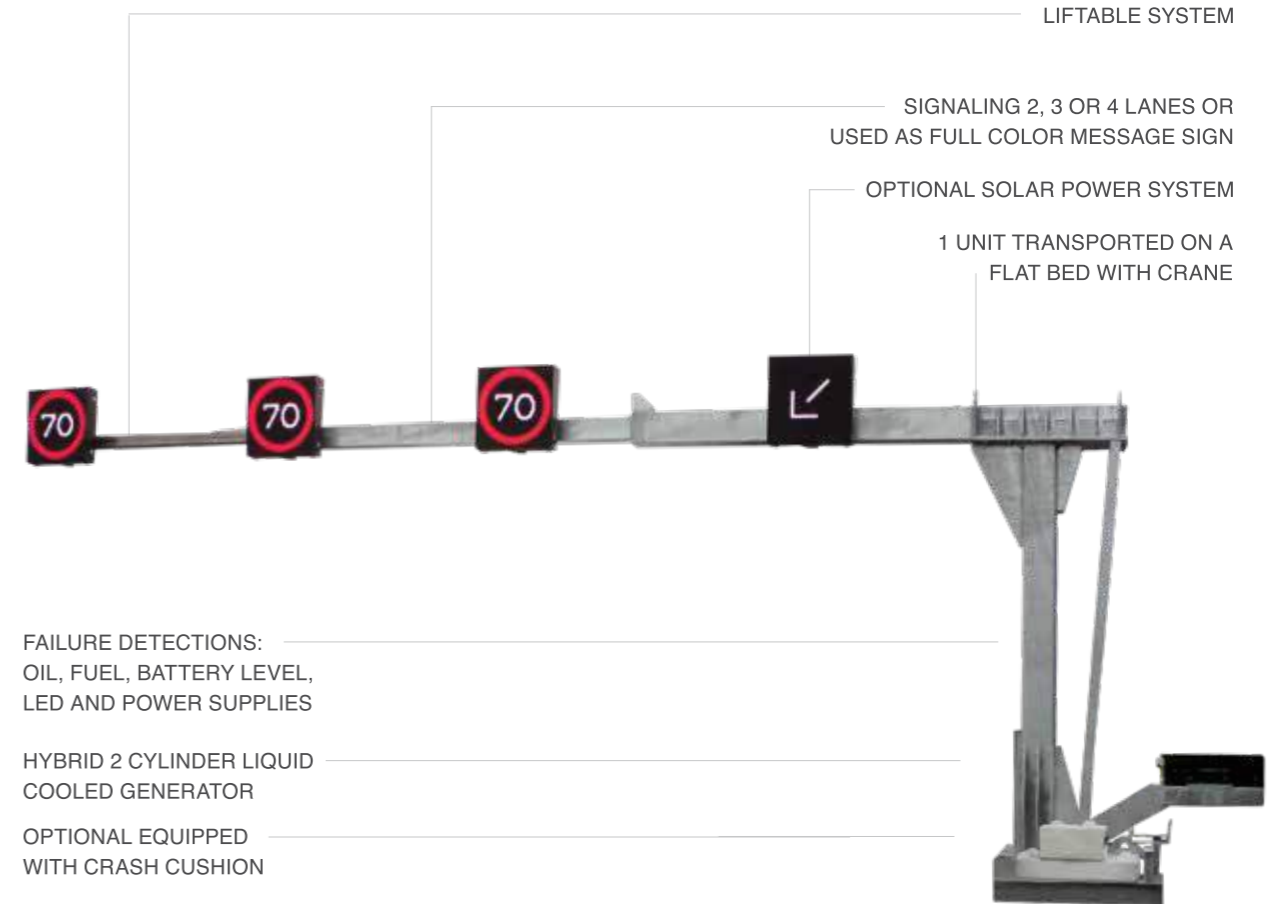 LIFTABLE SYSTEM
SIGNALING 2, 3 OR 4 LANES OR
USED AS FULL COLOR MESSAGE SIGN
OPTIONAL SOLAR POWER SYSTEM
1 UNIT TRANSPORTED ON A
FLAT BED WITH CRANE
70
70
70
FAILURE DETECTIONS:
OIL, FUEL, BATTERY LEVEL,
LED AND POWER SUPPLIES
HYBRID 2 CYLINDER LIQUID
COOLED GENERATOR
OPTIONAL EQUIPPED
WITH CRASH CUSHION